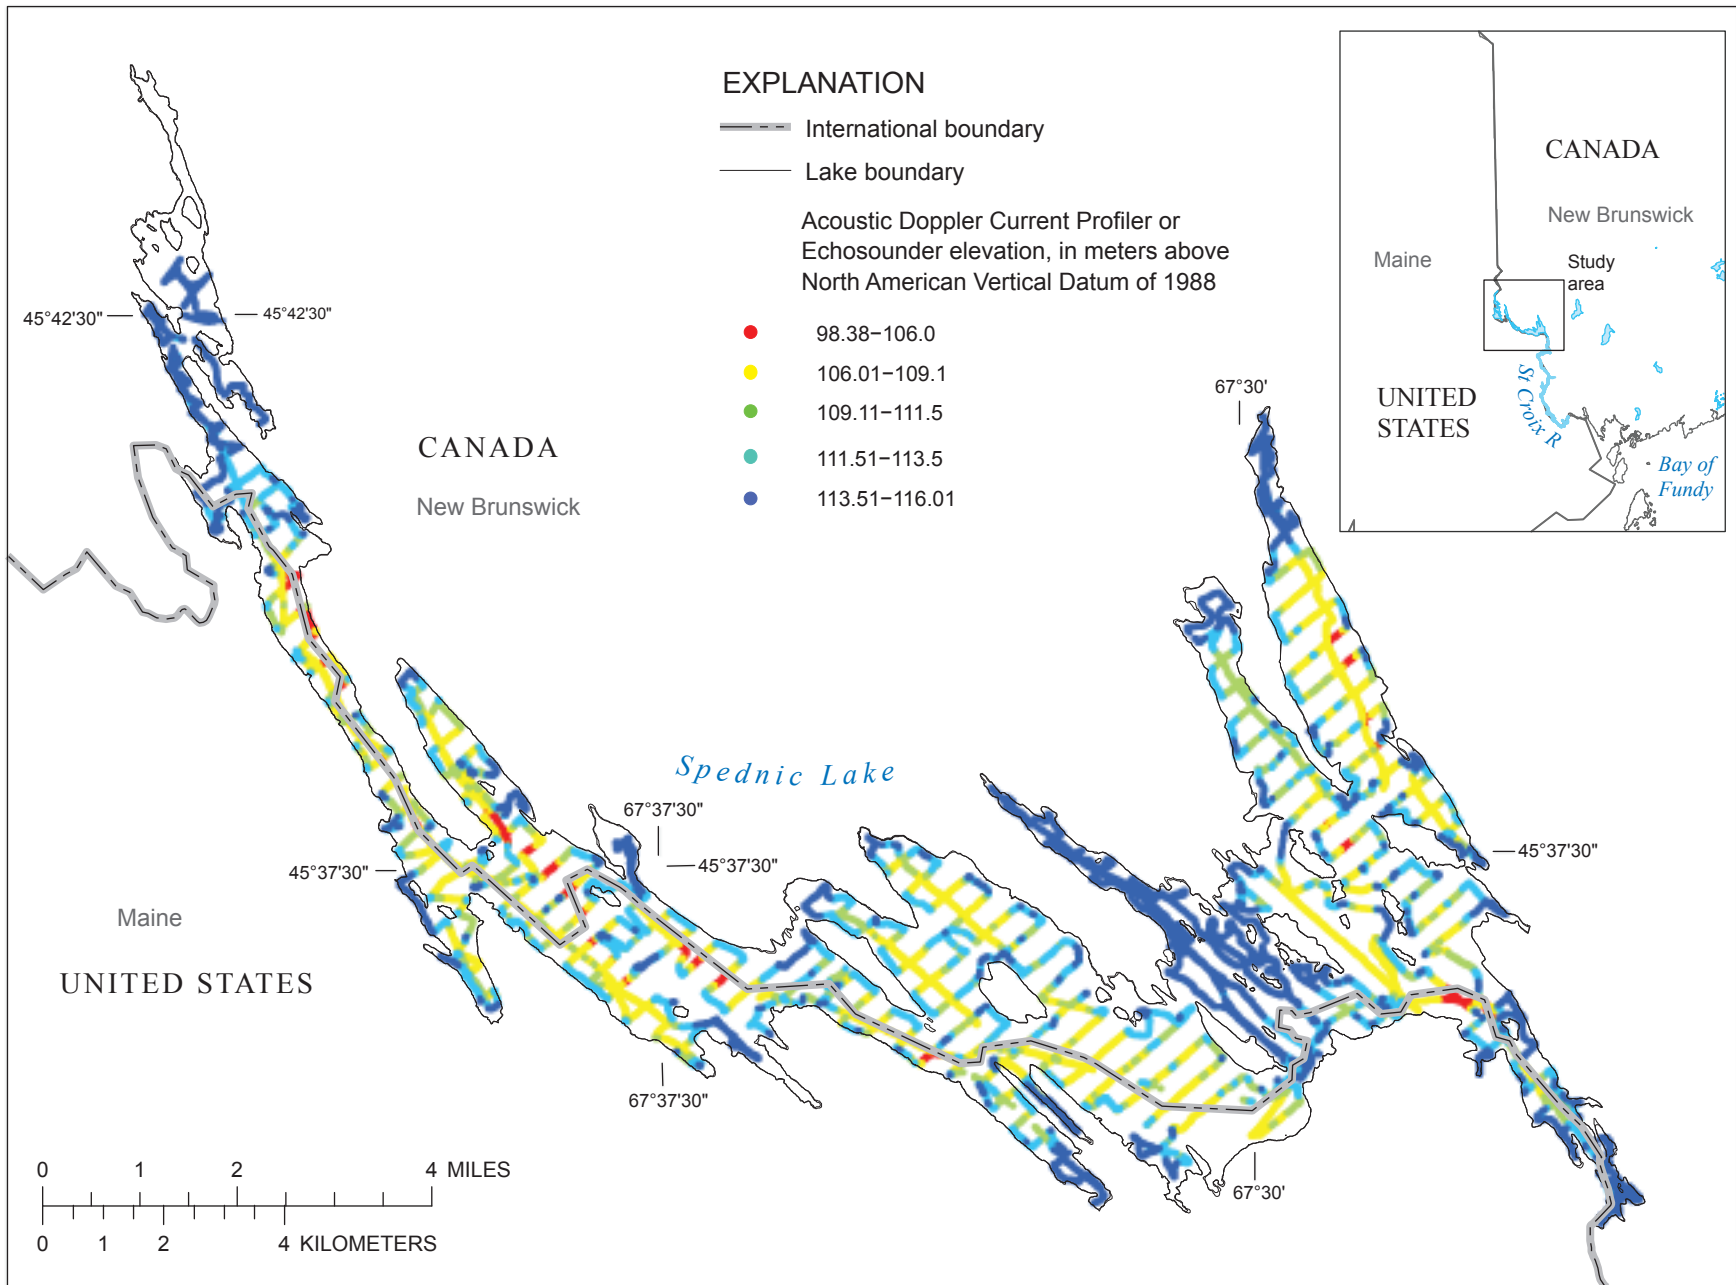 EXPLANATION
International boundary
Lake boundary
Acoustic Doppler Current Profiler or
Echosounder elevation, in meters above
North American Vertical Datum of 1988
98.38−106.0
106.01−109.1
109.11−111.5
111.51−113.5
113.51−116.01
CANADA
New Brunswick
Maine
Study
area
UNITED
STATES
St Croix R
Bay of
Fundy
45°42'30"
45°42'30"
67°30'
CANADA
New Brunswick
Spednic Lake
67°37'30"
45°37'30"
45°37'30"
45°37'30"
Maine
UNITED STATES
67°37'30"
67°30'
0 1 2 4 MILES
0 1 2 4 KILOMETERS